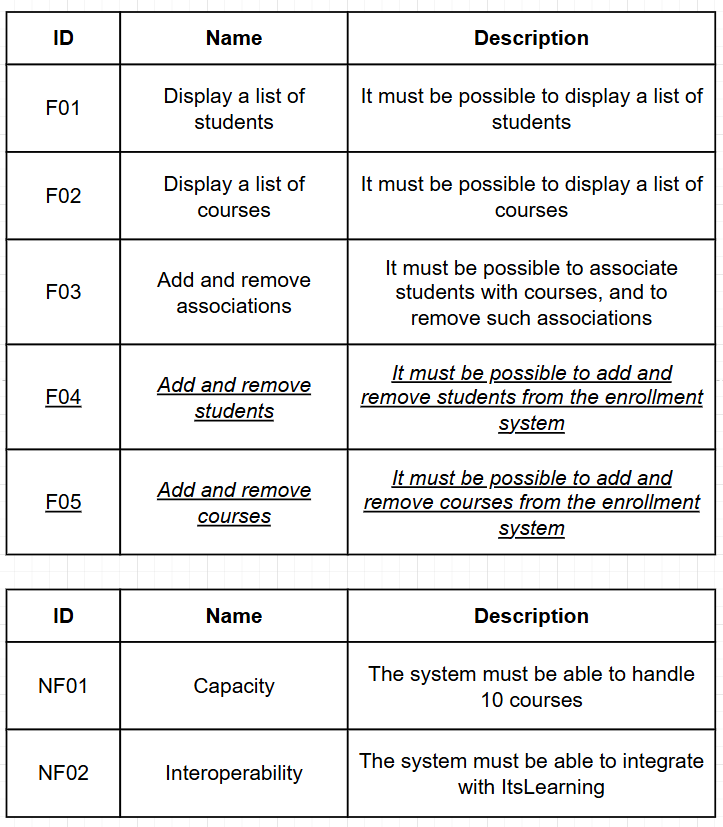 ID Name Description
F01
Display a list of
students
It must be possible to display a list of
students
F02
Display a list of
courses
It must be possible to display a list of
courses
F03
Add and remove
associations
It must be possible to associate
students with courses, and to
remove such associations
F04
Add and remove
students
It must be possible to add and
remove students from the enrollment
system
F05
Add and remove
courses
It must be possible to add and
remove courses from the enrollment
system
ID Name Description
NF01
Capacity
The system must be able to handle
10 courses
NF02
Interoperability
The system must be able to integrate
with ItsLearning